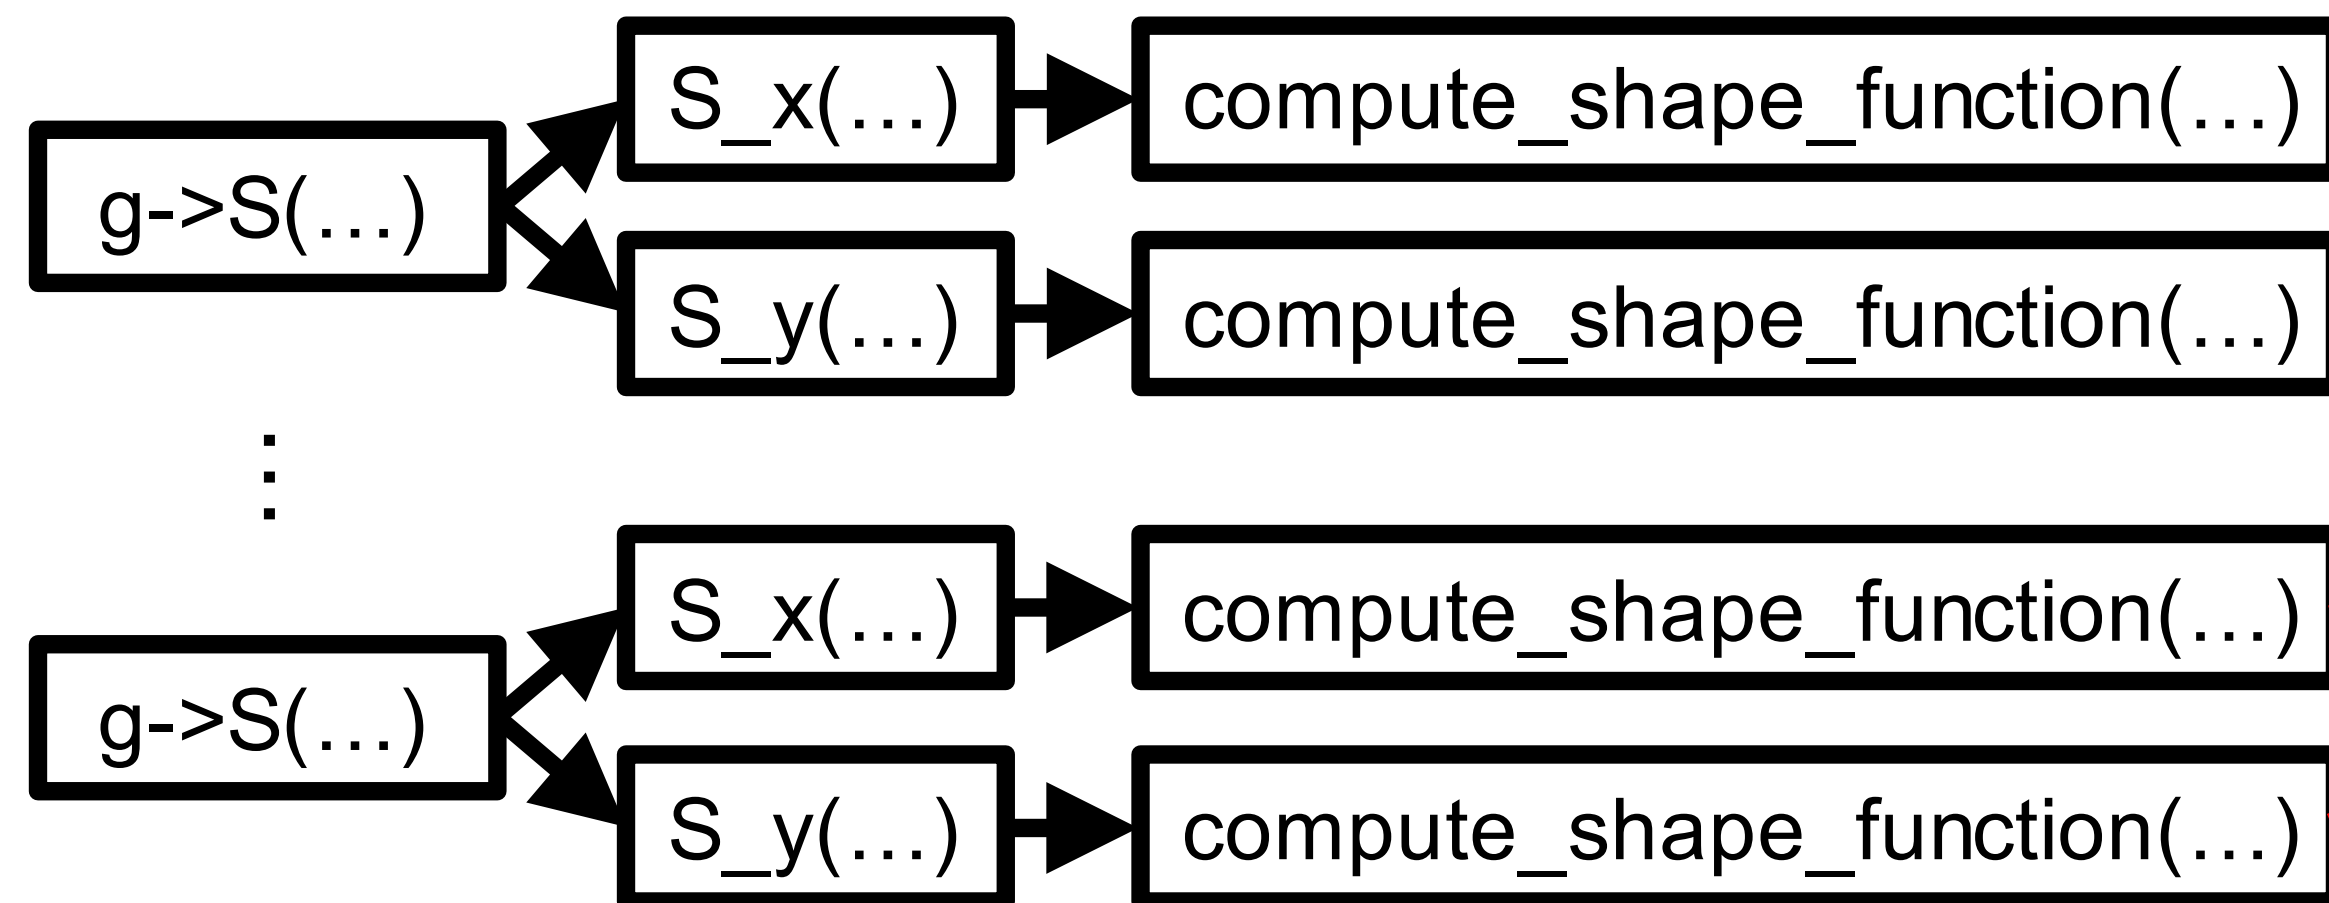 S_x(…)
compute_shape_function(…)
g->S(…)
S_y(…)
compute_shape_function(…)
⋮
S_x(…)
compute_shape_function(…)
g->S(…)
S_y(…)
compute_shape_function(…)